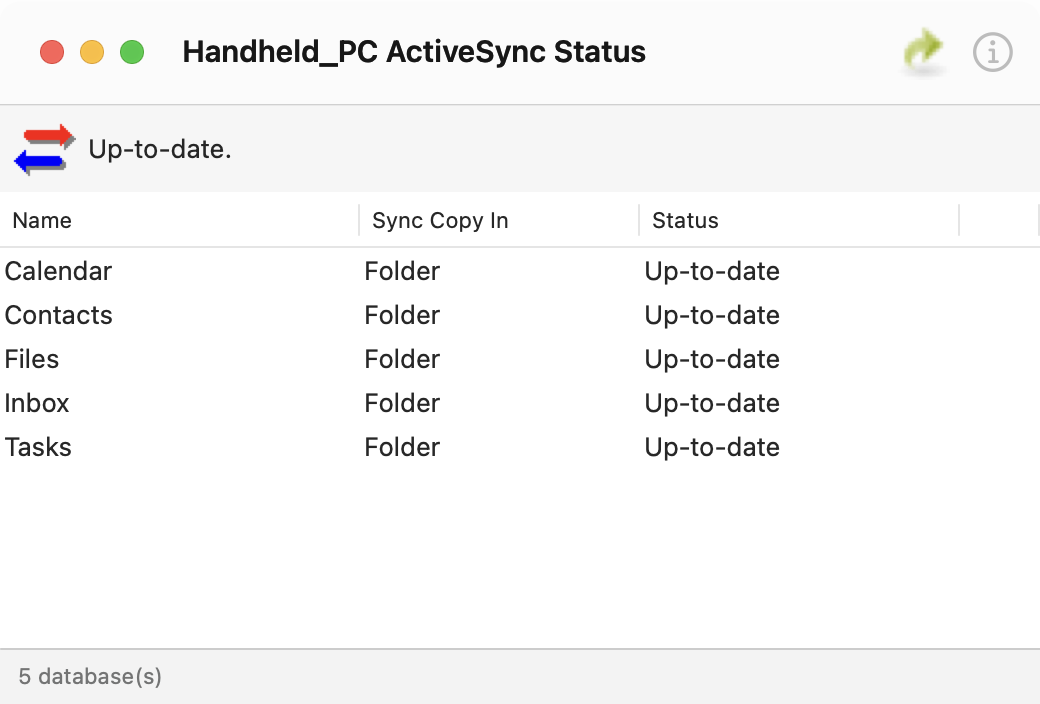 Handheld_PC ActiveSync Status
Up-to-date.
Name Sync Copy In Status
Calendar Folder Up-to-date
Contacts Folder Up-to-date
Files Folder Up-to-date
Inbox Folder Up-to-date
Tasks Folder Up-to-date
5 database(s)